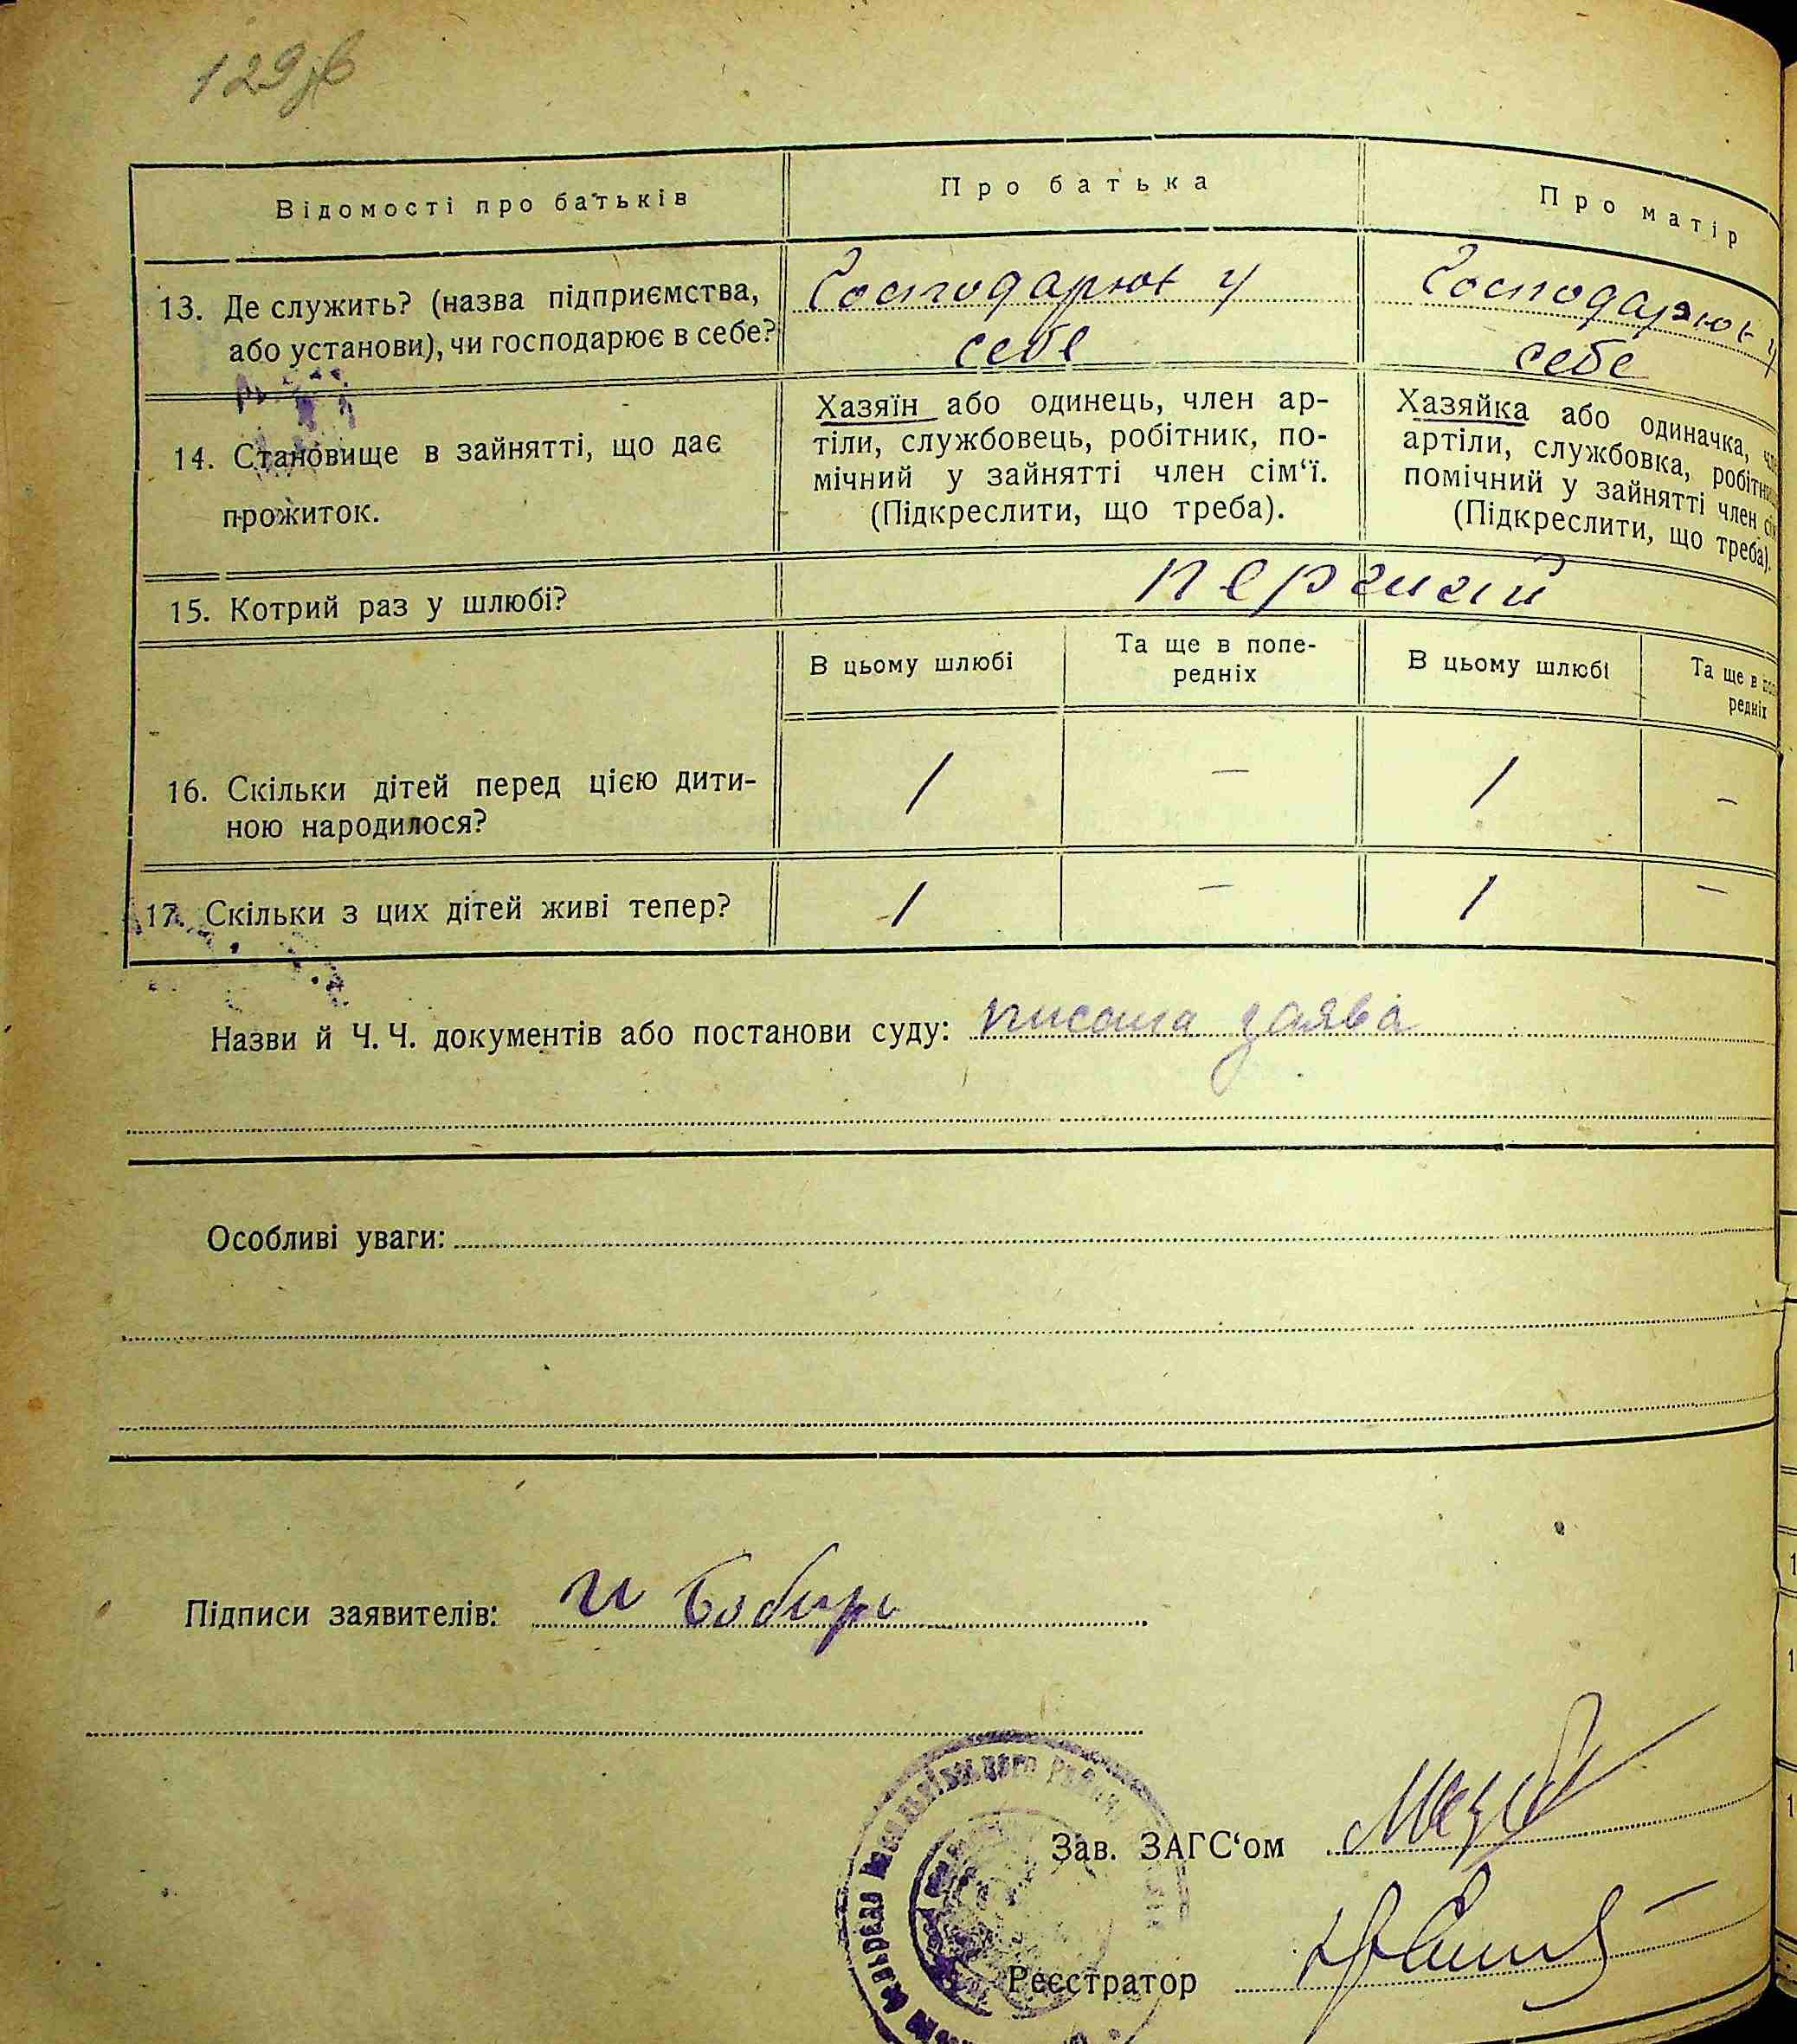 129зв
Відомості про батьків
Про батька
Про матір
13. Де служить? (назва підприємства,
або установи), чи господарює в себе?
Господарює у
себе
Господарює у
себе
14. Становище в зайнятті, що дає
прожиток.
Хазяїн або одинець, член ар-
тіли, службовець, робітник, по-
мічний у зайнятті член сім‘ї.
(Підкреслити, що треба).
Хазяйка або одиначка,
артіли, службовка,
помічний у зайнятті член
(Підкреслити, що треба).
15. Котрий раз у шлюбі?
перший
В цьому шлюбі
Та ще в попе-
редніх
В цьому шлюбі
Та ще в
редніх
16. Скільки дітей перед цією дити-
ною народилося?
1 — 1 —
17. Скільки з цих дітей живі тепер?
1 — 1 —
Назви й Ч. Ч. документів або постанови суду: писана заява
Особливі уваги:
Підписи заявителів:
Зав. ЗАГС‘ом
Реєстратор